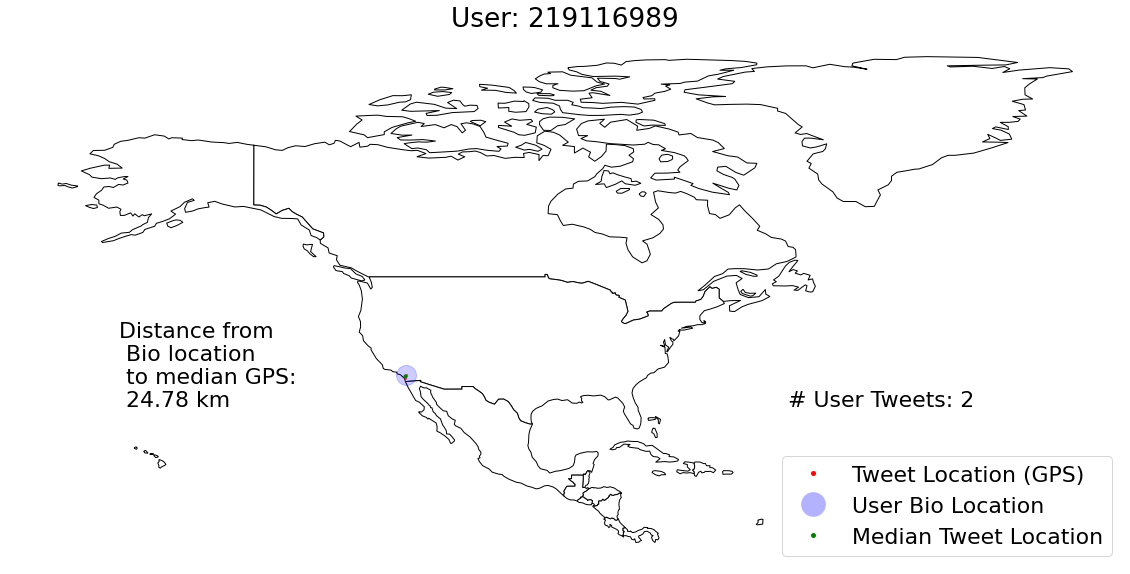 User: 219116989
Distance from
Bio location
to median GPS:
24.78 km
# User Tweets: 2
Tweet Location (GPS)
User Bio Location
Median Tweet Location